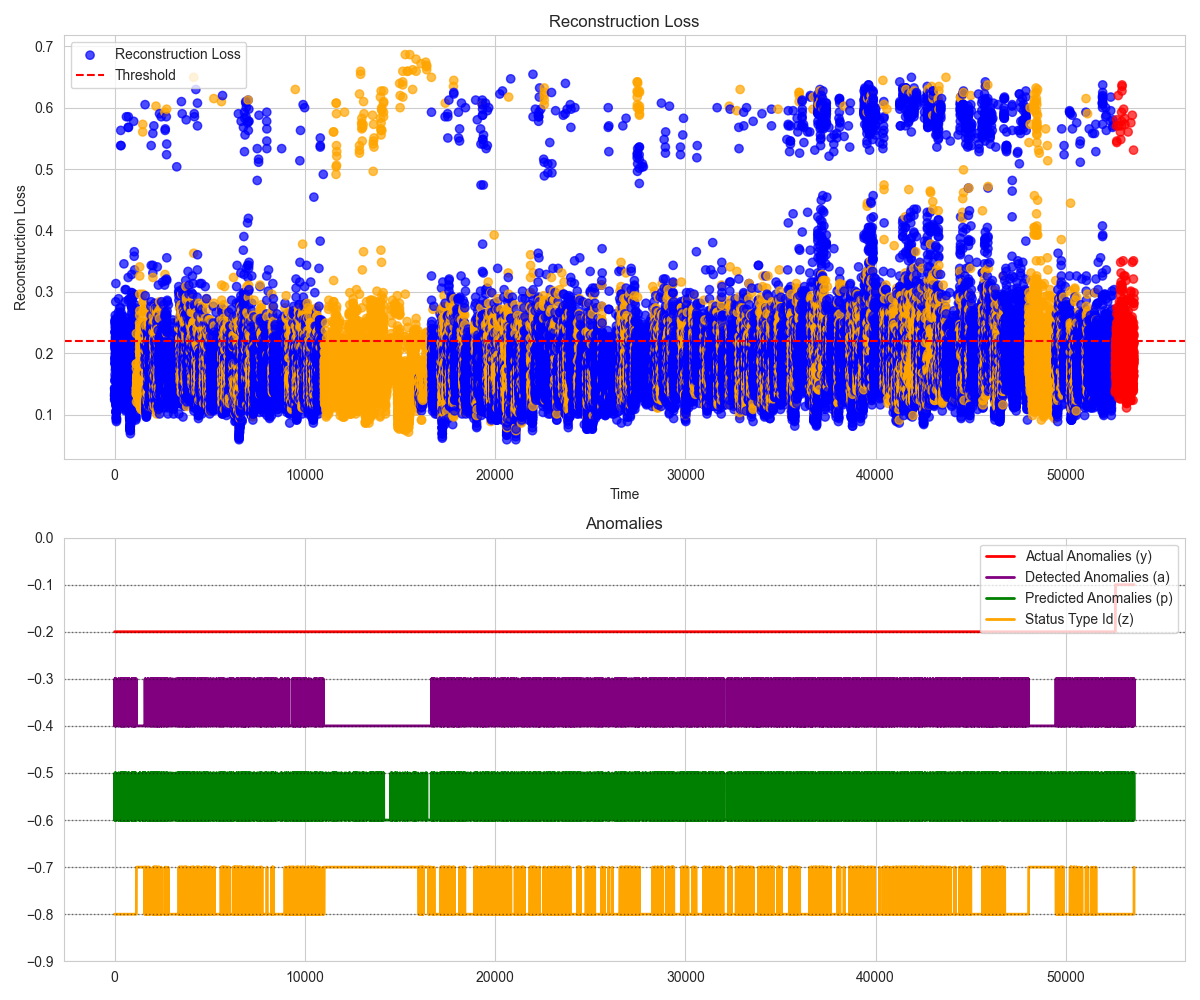 Reconstruction Loss
0.7
0.6
0.5
0.4
0.3
0.2
0.1
Reconstruction Loss
Reconstruction Loss
Threshold
0 10000 20000 30000 40000 50000
Time
Anomalies
0.0
−0.1
−0.2
−0.3
−0.4
−0.5
−0.6
−0.7
−0.8
−0.9
Actual Anomalies (y)
Detected Anomalies (a)
Predicted Anomalies (p)
Status Type Id (z)
0 10000 20000 30000 40000 50000